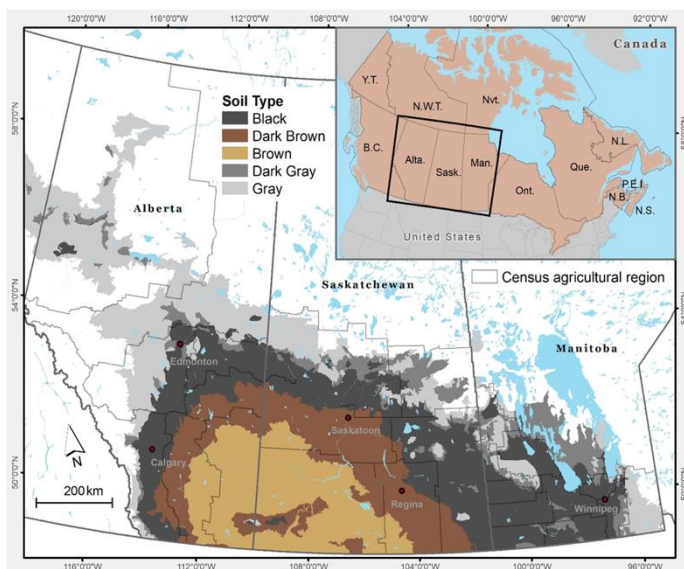 120°0'0"W 116°0'0"W 112°0'0"W 108°0'0"W 104°0'0"W 100°0'0"W 96°0'0"W 92°0'0"W
Canada
Y.T.
N.W.T.
Nvt.
B.C.
Alta.
Sask.
Man.
Ont.
Que.
N.L.
P.E.I.
N.B.
N.S.
United States
Soil Type
Black
Dark Brown
Brown
Dark Gray
Gray
Census agricultural region
58°0'0"N
54°0'0"N
50°0'0"N
Alberta
Saskatchewan
Manitoba
Edmonton
Saskatoon
Calgary
Regina
Winnipeg
N
200 km
116°0'0"W 112°0'0"W 108°0'0"W 104°0'0"W 100°0'0"W 96°0'0"W